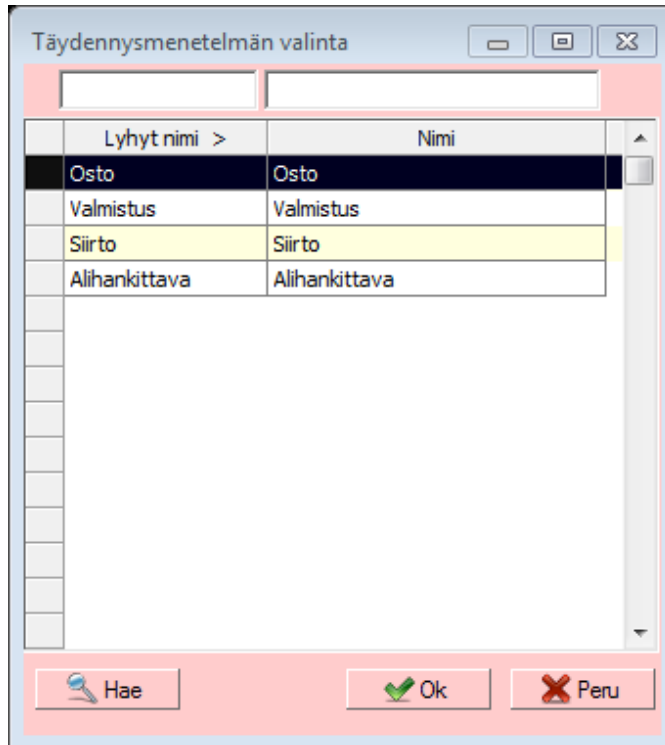 Täydennysmenetelmän valinta
Lyhyt nimi > Nimi
Osto Osto
Valmistus Valmistus
Siirto Siirto
Alihankittava Alihankittava
Hae Ok Peru